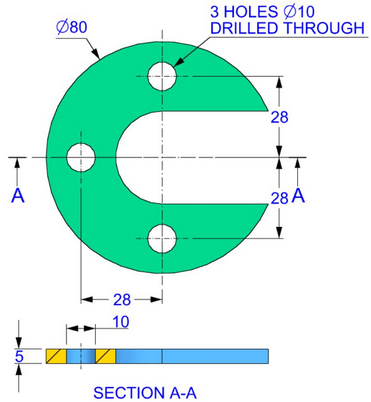 3 HOLES Ø10
DRILLED THROUGH
Ø80
28
A
A
28
28
10
5
SECTION A-A